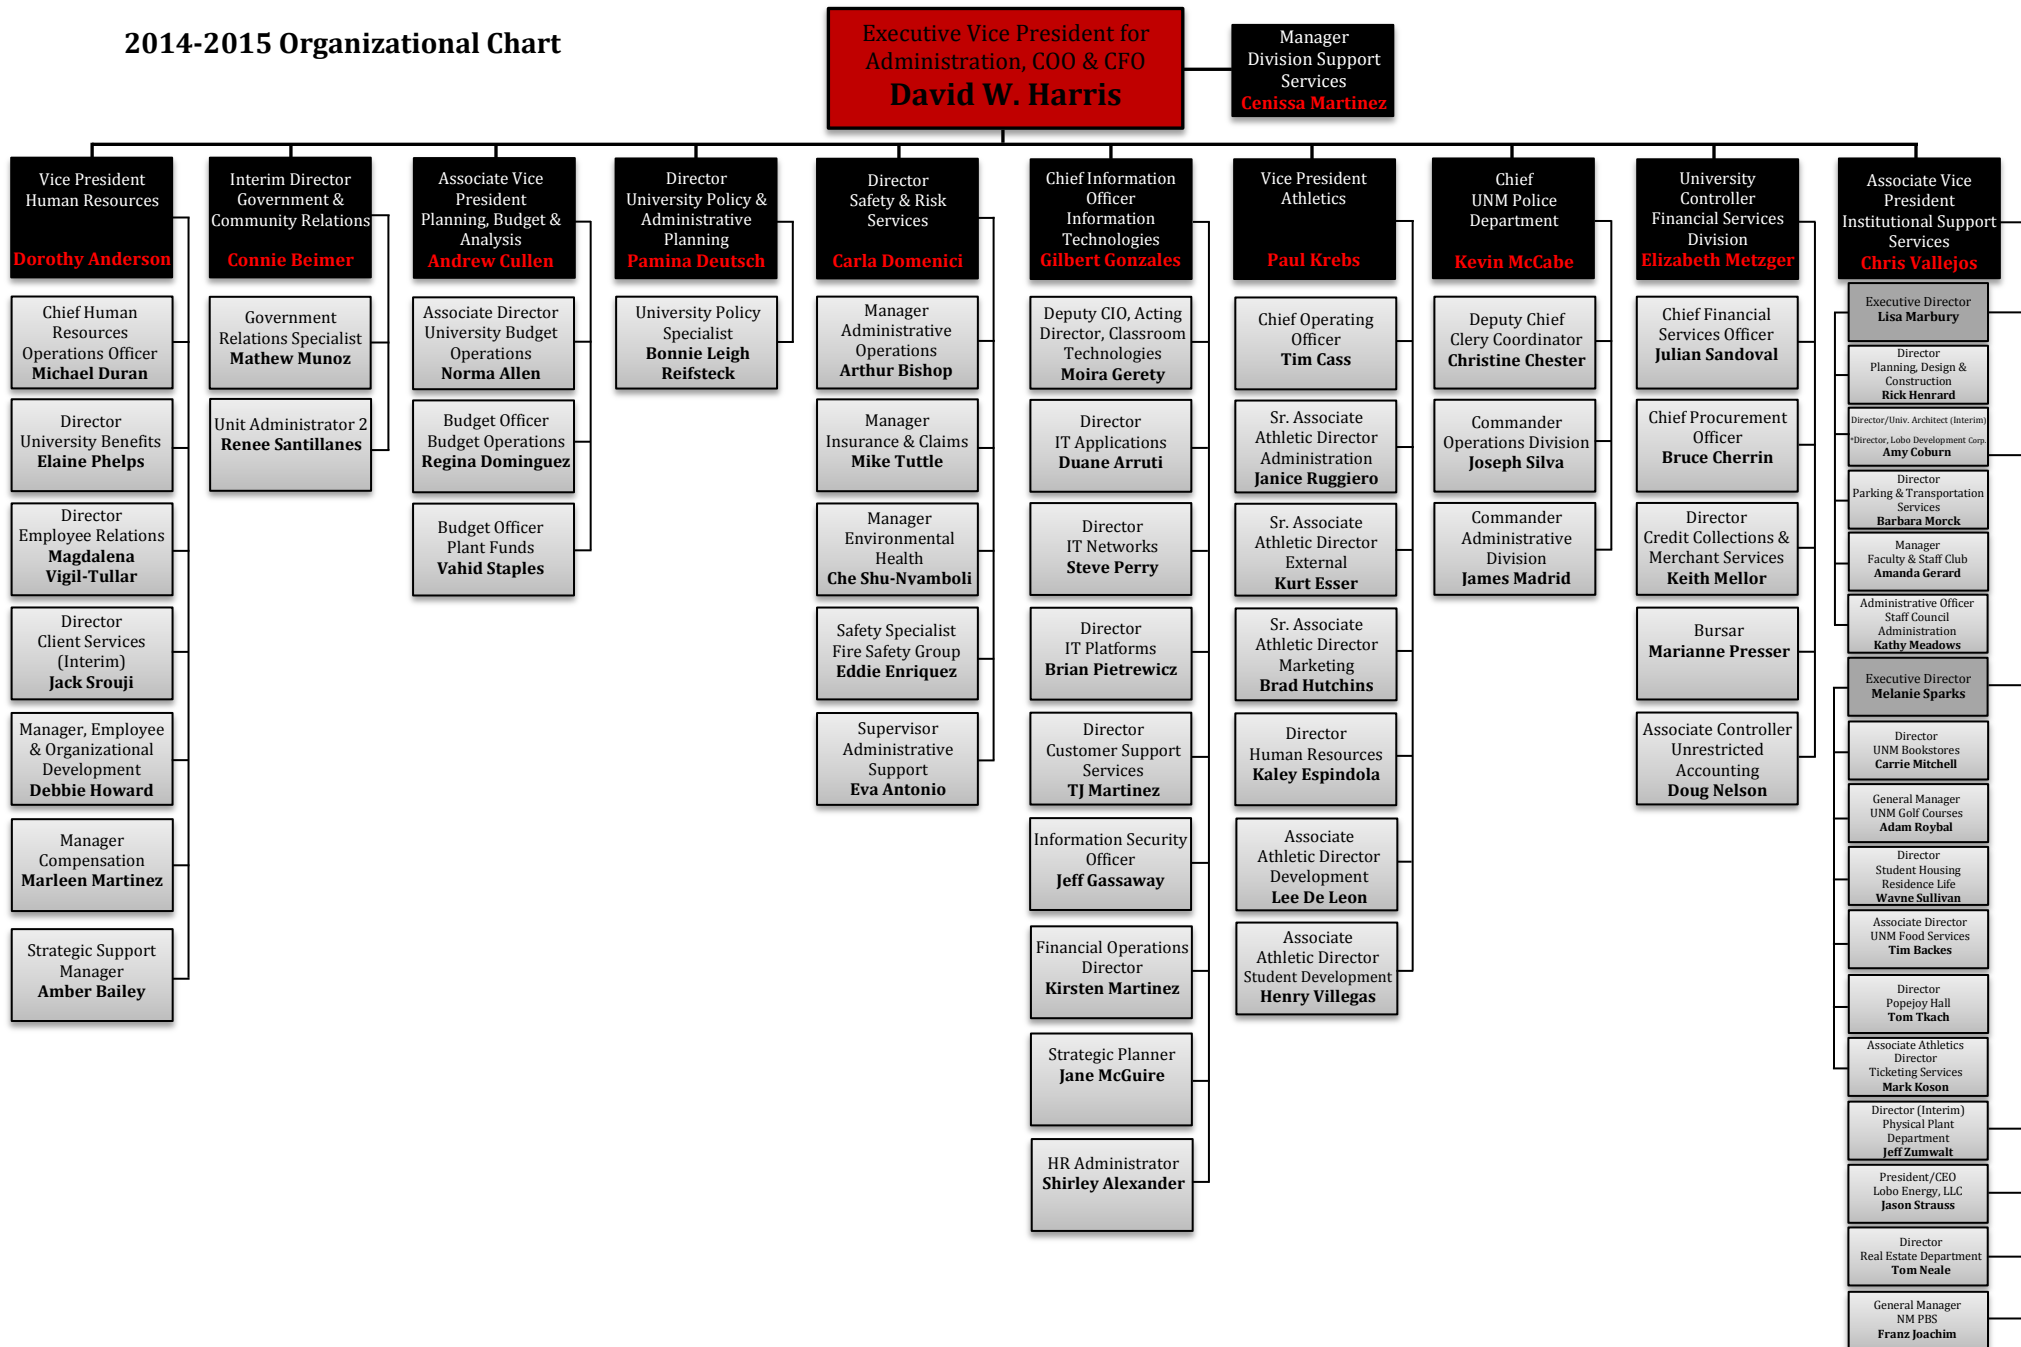 2014-2015 Organizational Chart
Executive Vice President for
Administration, COO & CFO
David W. Harris
Manager
Division Support
Services
Cenissa Martinez
Vice President
Human Resources
Dorothy Anderson
Chief Human
Resources
Operations Officer
Michael Duran
Director
University Benefits
Elaine Phelps
Director
Employee Relations
Magdalena
Vigil-Tullar
Director
Client Services
(Interim)
Jack Srouji
Manager, Employee
& Organizational
Development
Debbie Howard
Manager
Compensation
Marleen Martinez
Strategic Support
Manager
Amber Bailey
Interim Director
Government &
Community Relations
Connie Beimer
Government
Relations Specialist
Mathew Munoz
Unit Administrator 2
Renee Santillanes
Associate Vice
President
Planning, Budget &
Analysis
Andrew Cullen
Associate Director
University Budget
Operations
Norma Allen
Budget Officer
Budget Operations
Regina Dominguez
Budget Officer
Plant Funds
Vahid Staples
Director
University Policy &
Administrative
Planning
Pamina Deutsch
University Policy
Specialist
Bonnie Leigh
Reifsteck
Director
Safety & Risk
Services
Carla Domenici
Manager
Administrative
Operations
Arthur Bishop
Manager
Insurance & Claims
Mike Tuttle
Manager
Environmental
Health
Che Shu-Nyamboli
Safety Specialist
Fire Safety Group
Eddie Enriquez
Supervisor
Administrative
Support
Eva Antonio
Chief Information
Officer
Information
Technologies
Gilbert Gonzales
Deputy CIO, Acting
Director, Classroom
Technologies
Moira Gerety
Director
IT Applications
Duane Arruti
Director
IT Networks
Steve Perry
Director
IT Platforms
Brian Pietrewicz
Director
Customer Support
Services
TJ Martinez
Information Security
Officer
Jeff Gassaway
Financial Operations
Director
Kirsten Martinez
Strategic Planner
Jane McGuire
HR Administrator
Shirley Alexander
Vice President
Athletics
Paul Krebs
Chief Operating
Officer
Tim Cass
Sr. Associate
Athletic Director
Administration
Janice Ruggiero
Sr. Associate
Athletic Director
External
Kurt Esser
Sr. Associate
Athletic Director
Marketing
Brad Hutchins
Director
Human Resources
Kaley Espindola
Associate
Athletic Director
Development
Lee De Leon
Associate
Athletic Director
Student Development
Henry Villegas
Chief
UNM Police
Department
Kevin McCabe
Deputy Chief
Clery Coordinator
Christine Chester
Commander
Operations Division
Joseph Silva
Commander
Administrative
Division
James Madrid
University
Controller
Financial Services
Division
Elizabeth Metzger
Chief Financial
Services Officer
Julian Sandoval
Chief Procurement
Officer
Bruce Cherrin
Director
Credit Collections &
Merchant Services
Keith Mellor
Bursar
Marianne Presser
Associate Controller
Unrestricted
Accounting
Doug Nelson
Associate Vice
President
Institutional Support
Services
Chris Vallejos
Executive Director
Lisa Marbury
Director
Planning, Design &
Construction
Rick Henrard
Director/Univ. Architect (Interim)
*Director, Lobo Development Corp.
Amy Coburn
Director
Parking & Transportation
Services
Barbara Morck
Manager
Faculty & Staff Club
Amanda Gerard
Administrative Officer
Staff Council
Administration
Kathy Meadows
Executive Director
Melanie Sparks
Director
UNM Bookstores
Carrie Mitchell
General Manager
UNM Golf Courses
Adam Roybal
Director
Student Housing
Residence Life
Wayne Sullivan
Associate Director
UNM Food Services
Tim Backes
Director
Popejoy Hall
Tom Tkach
Associate Athletics
Director
Ticketing Services
Mark Koson
Director (Interim)
Physical Plant
Department
Jeff Zumwalt
President/CEO
Lobo Energy, LLC
Jason Strauss
Director
Real Estate Department
Tom Neale
General Manager
NM PBS
Franz Joachim